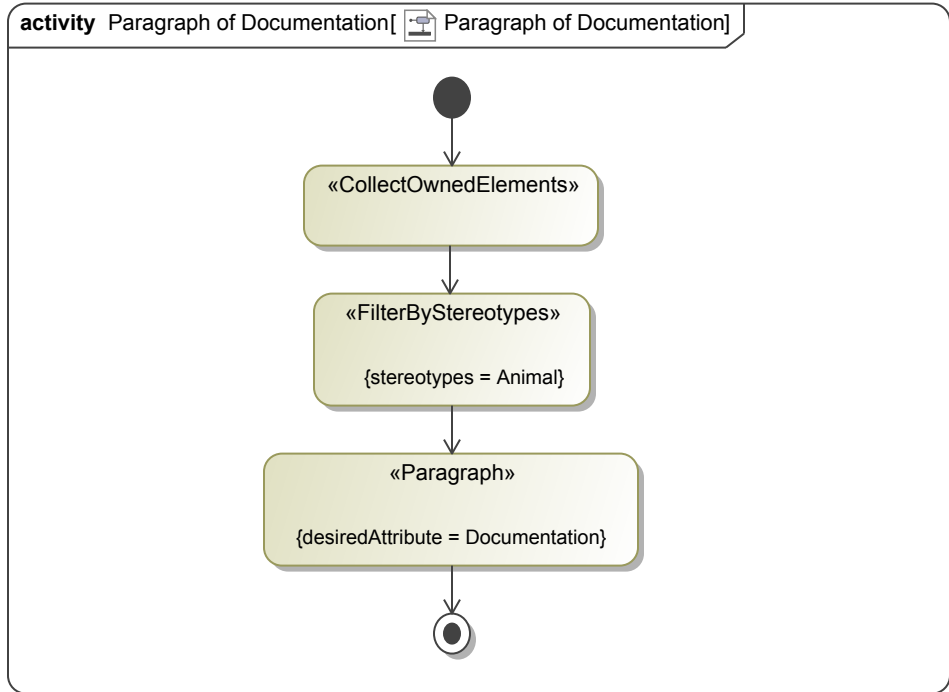 activity Paragraph of Documentation[ Paragraph of Documentation]
«CollectOwnedElements»
«FilterByStereotypes»
{stereotypes = Animal}
«Paragraph»
{desiredAttribute = Documentation}